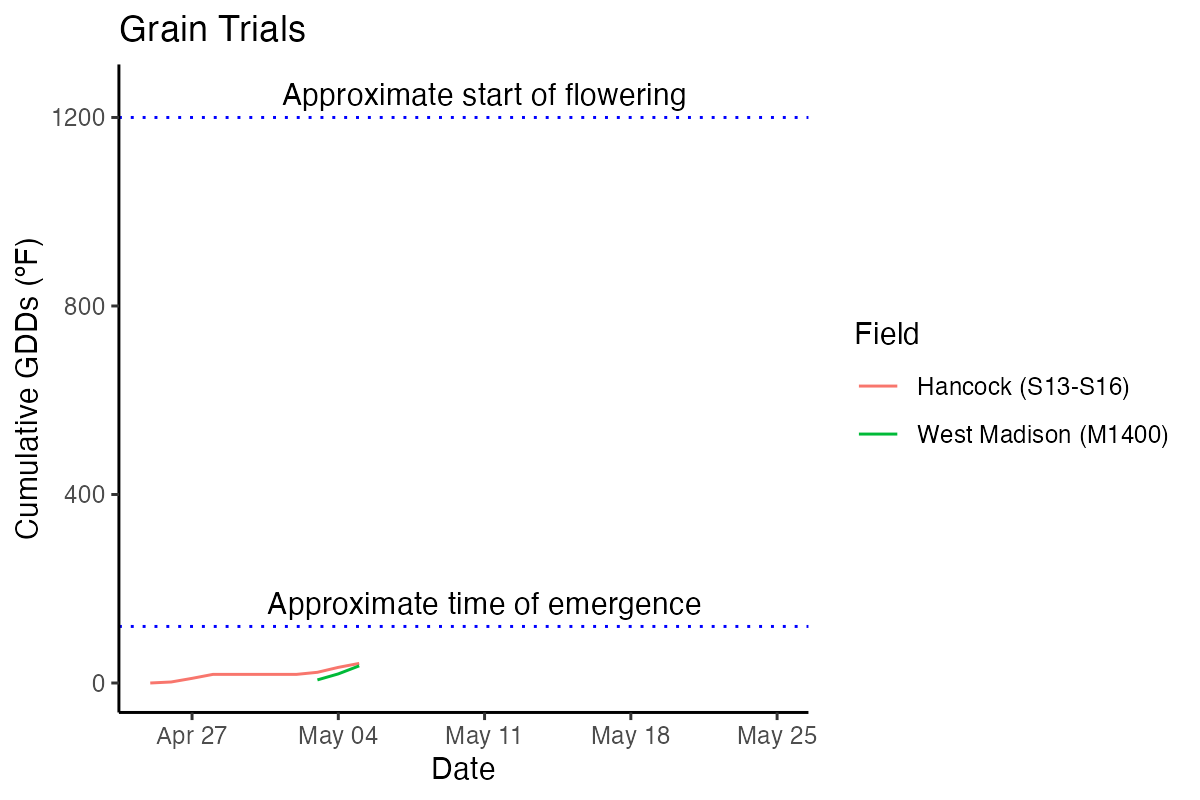 Grain Trials
Approximate start of flowering
1200
800
400
0
Cumulative GDDs (°F)
Approximate time of emergence
Apr 27
May 04
May 11
May 18
May 25
Date
Field
Hancock (S13-S16)
West Madison (M1400)